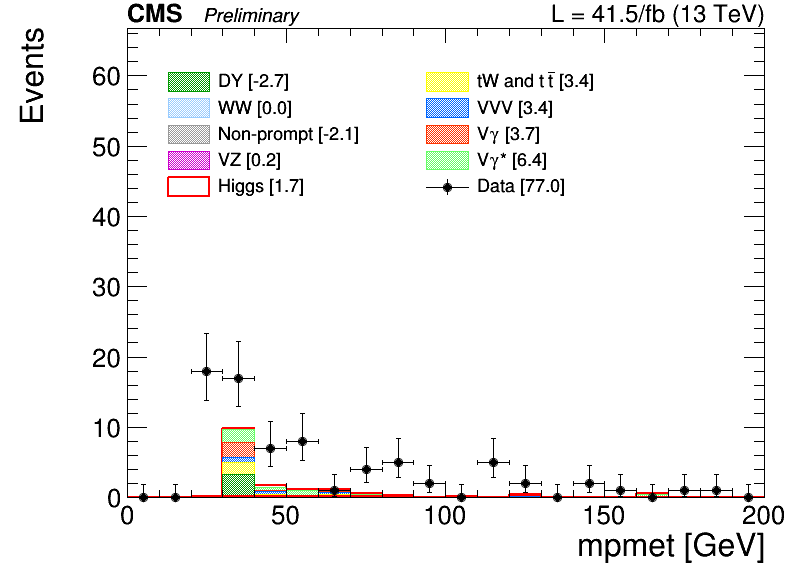 CMS Preliminary L = 41.5/fb (13 TeV)
Events
60
50
40
30
20
10
0
DY [-2.7]
WW [0.0]
Non-prompt [-2.1]
VZ [0.2]
Higgs [1.7]
tW and t t̄ [3.4]
VVV [3.4]
Vγ [3.7]
Vγ* [6.4]
Data [77.0]
0 50 100 150 200
mpmet [GeV]